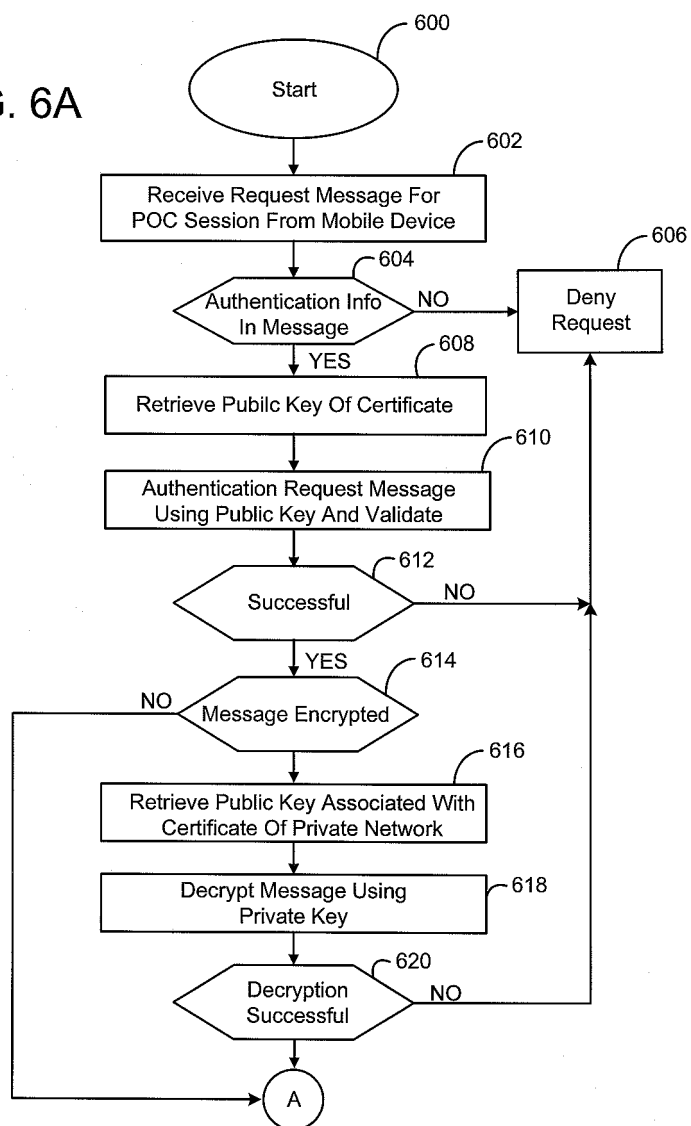 600
Start
G. 6A
602
Receive Request Message For
POC Session From Mobile Device
604
606
Authentication Info
In Message
NO
Deny
Request
YES
608
Retrieve Public Key Of Certificate
610
Authentication Request Message
Using Public Key And Validate
612
Successful
NO
YES
614
NO
Message Encrypted
616
Retrieve Public Key Associated With
Certificate Of Private Network
618
Decrypt Message Using
Private Key
620
Decryption
Successful
NO
A